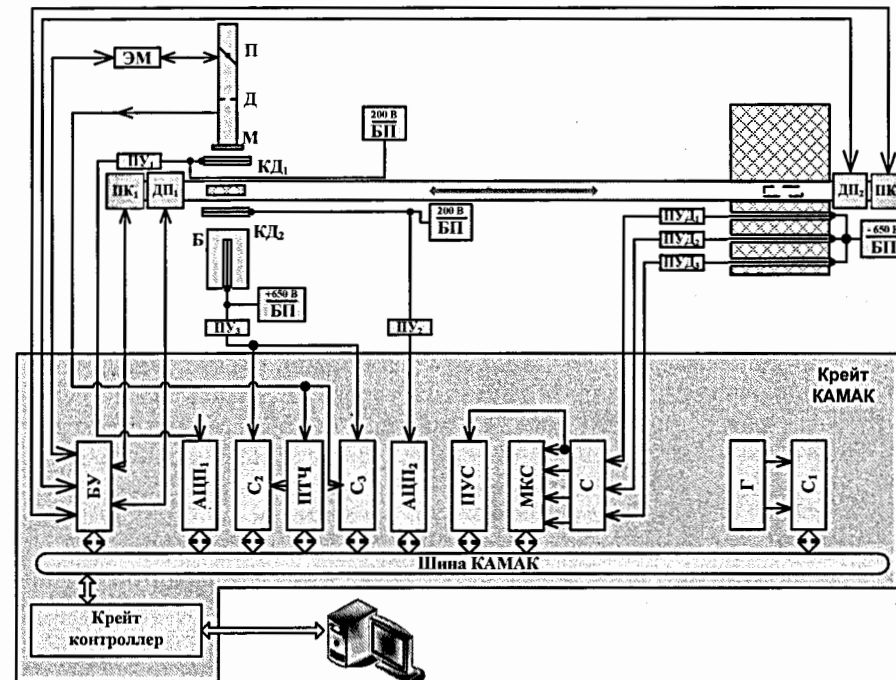 ЭМ
П
Д
М
200 В
БП
ПУ₁
КД₁
ПК₁
ДП₁
ДП₂
ПК
КД₂
200 В
БП
Б
ПУД₁
ПУД₂
ПУД₃
- 650 В
БП
+650 В
БП
ПУ₃
ПУ₂
Крейт
КАМАК
БУ
АЦП₁
С₂
ПТЧ
С₃
АЦП₂
ПУС
МКС
С
Г
С₁
Шина КАМАК
Крейт
контроллер